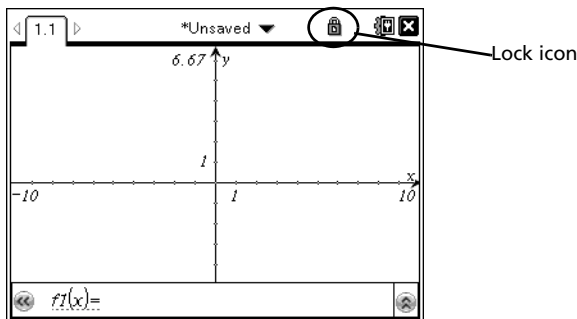 1.1 *Unsaved
Lock icon
6.67 y
1
x
-10 1 10
f1(x)=